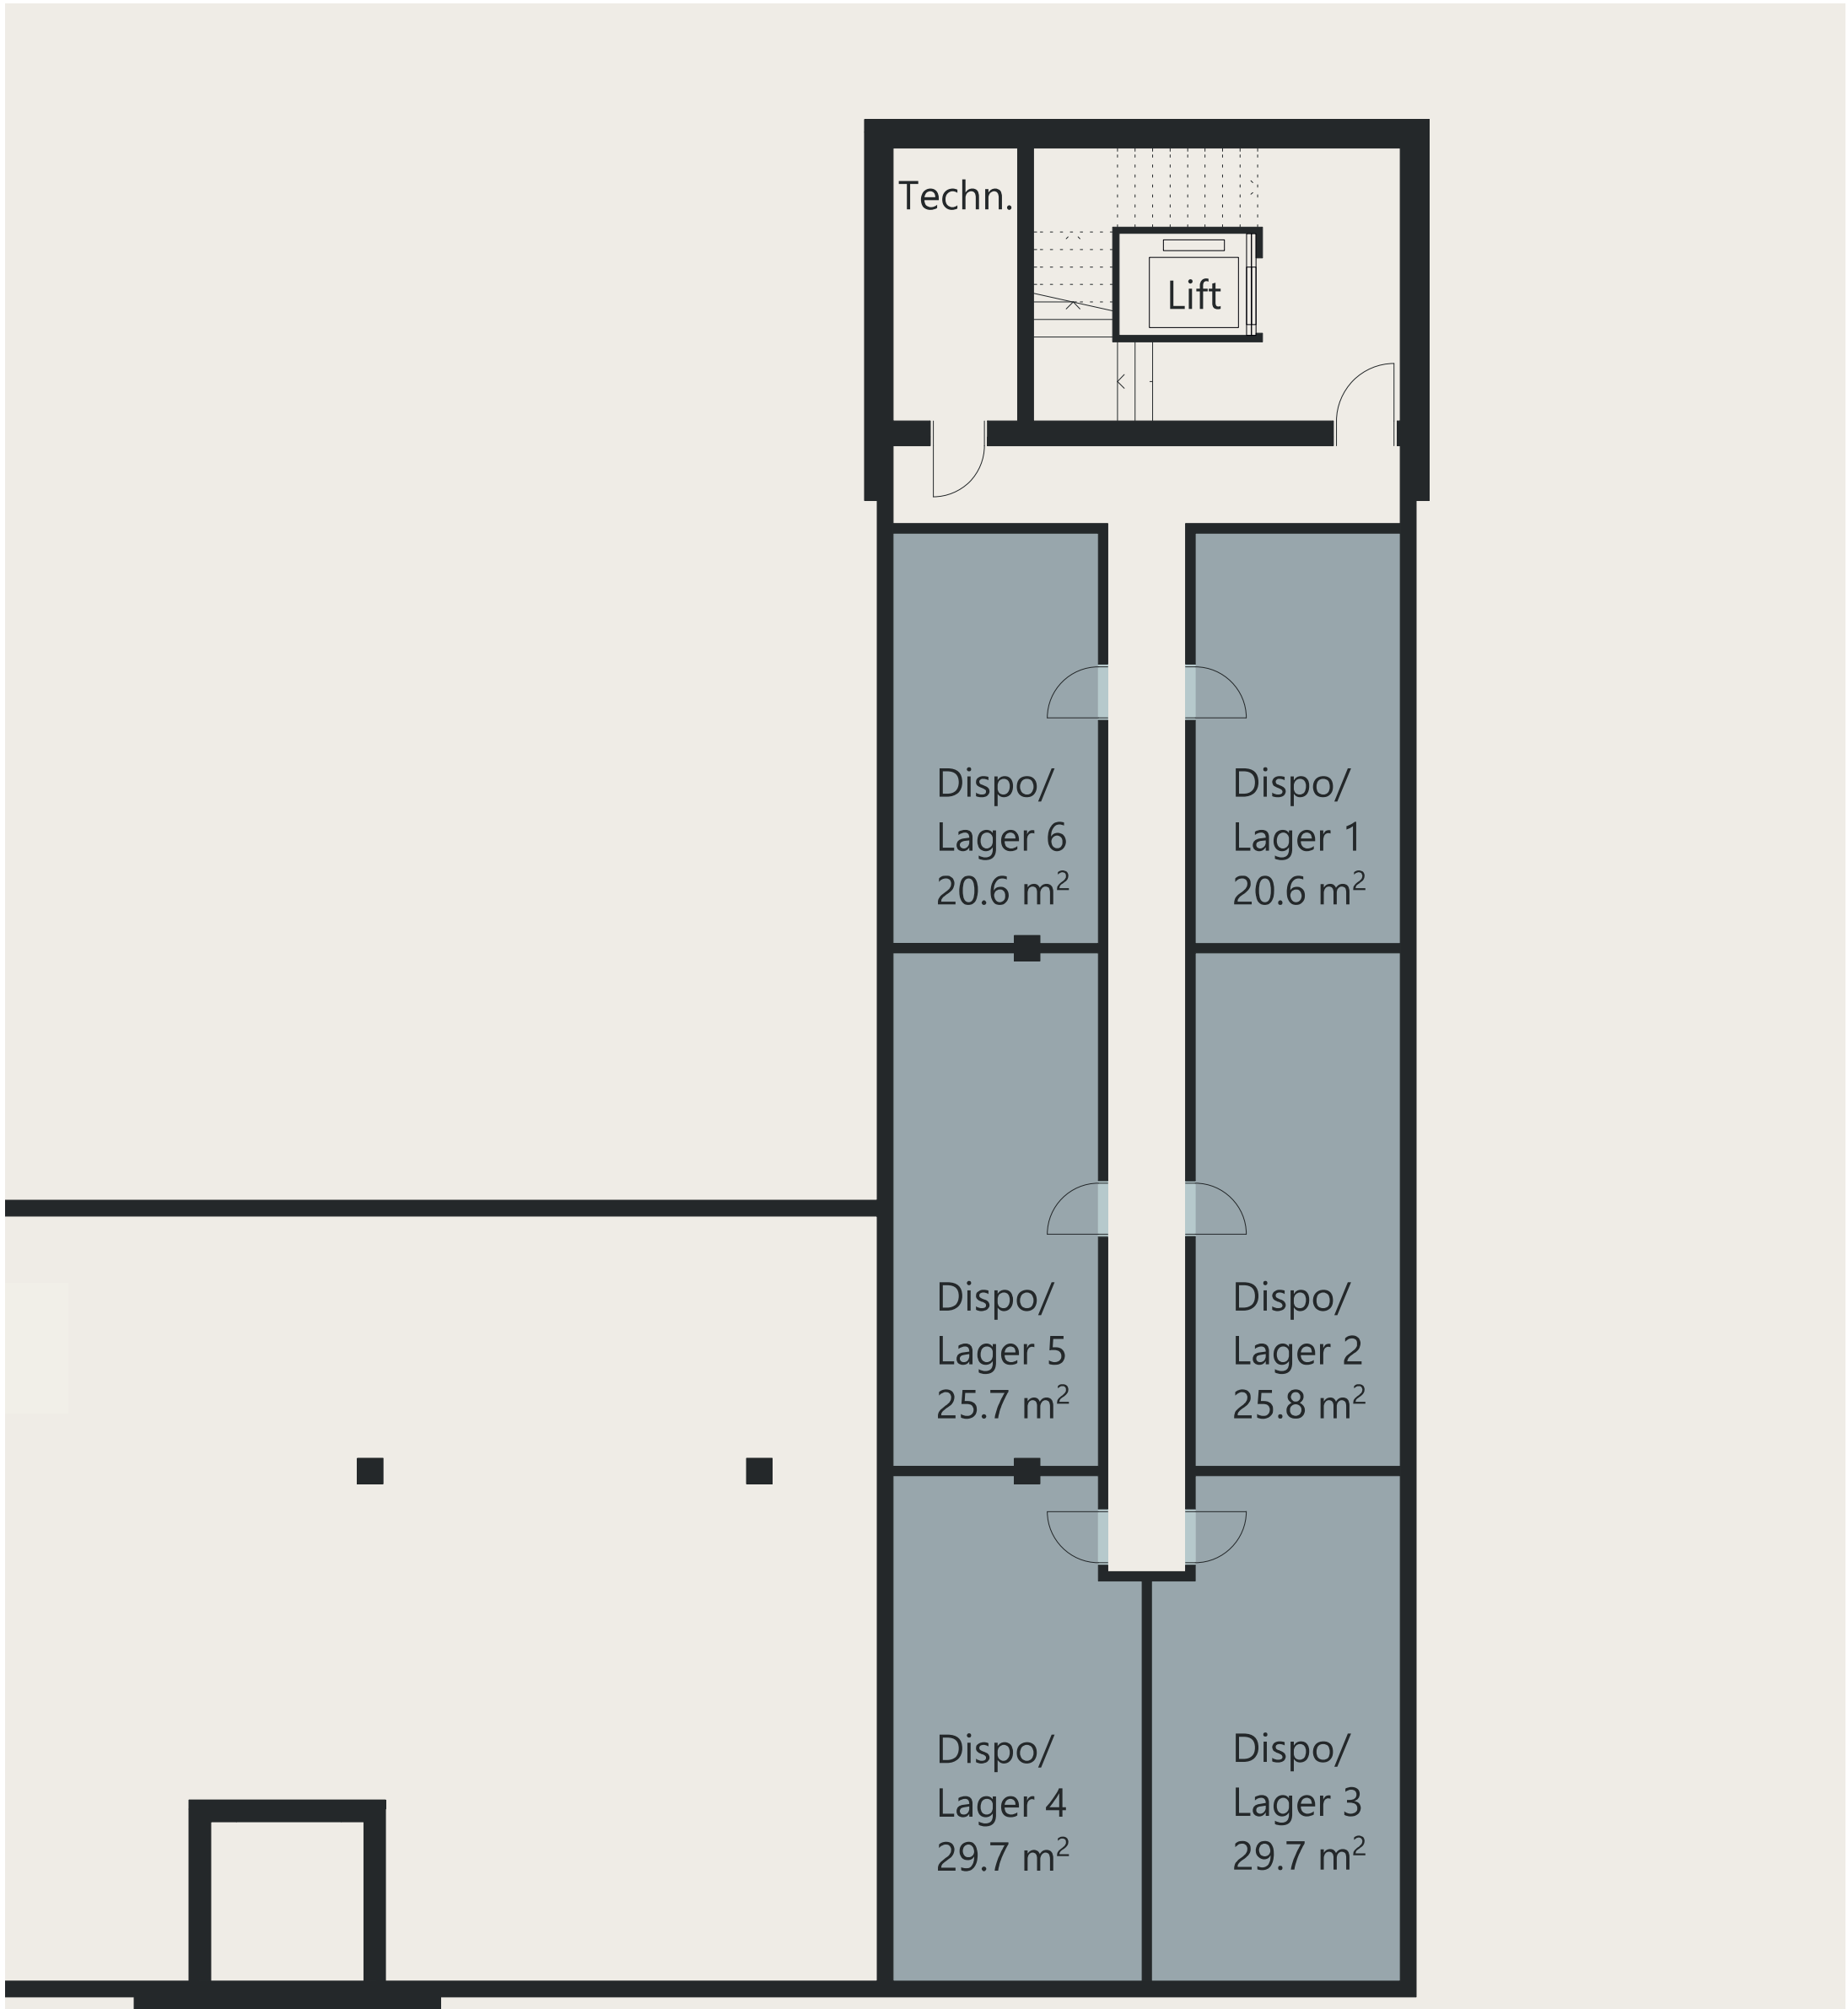 Techn.
Lift
Dispo/
Lager 6
20.6 m²
Dispo/
Lager 1
20.6 m²
Dispo/
Lager 5
25.7 m²
Dispo/
Lager 2
25.8 m²
Dispo/
Lager 4
29.7 m²
Dispo/
Lager 3
29.7 m²